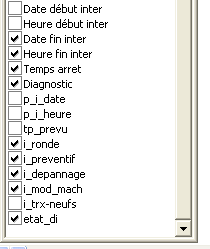 Date début inter
Heure début inter
Date fin inter
Heure fin inter
Temps arret
Diagnostic
p_i_date
p_i_heure
tp_prevu
i_ronde
i_preventif
i_depannage
i_mod_mach
i_trx-neufs
etat_di